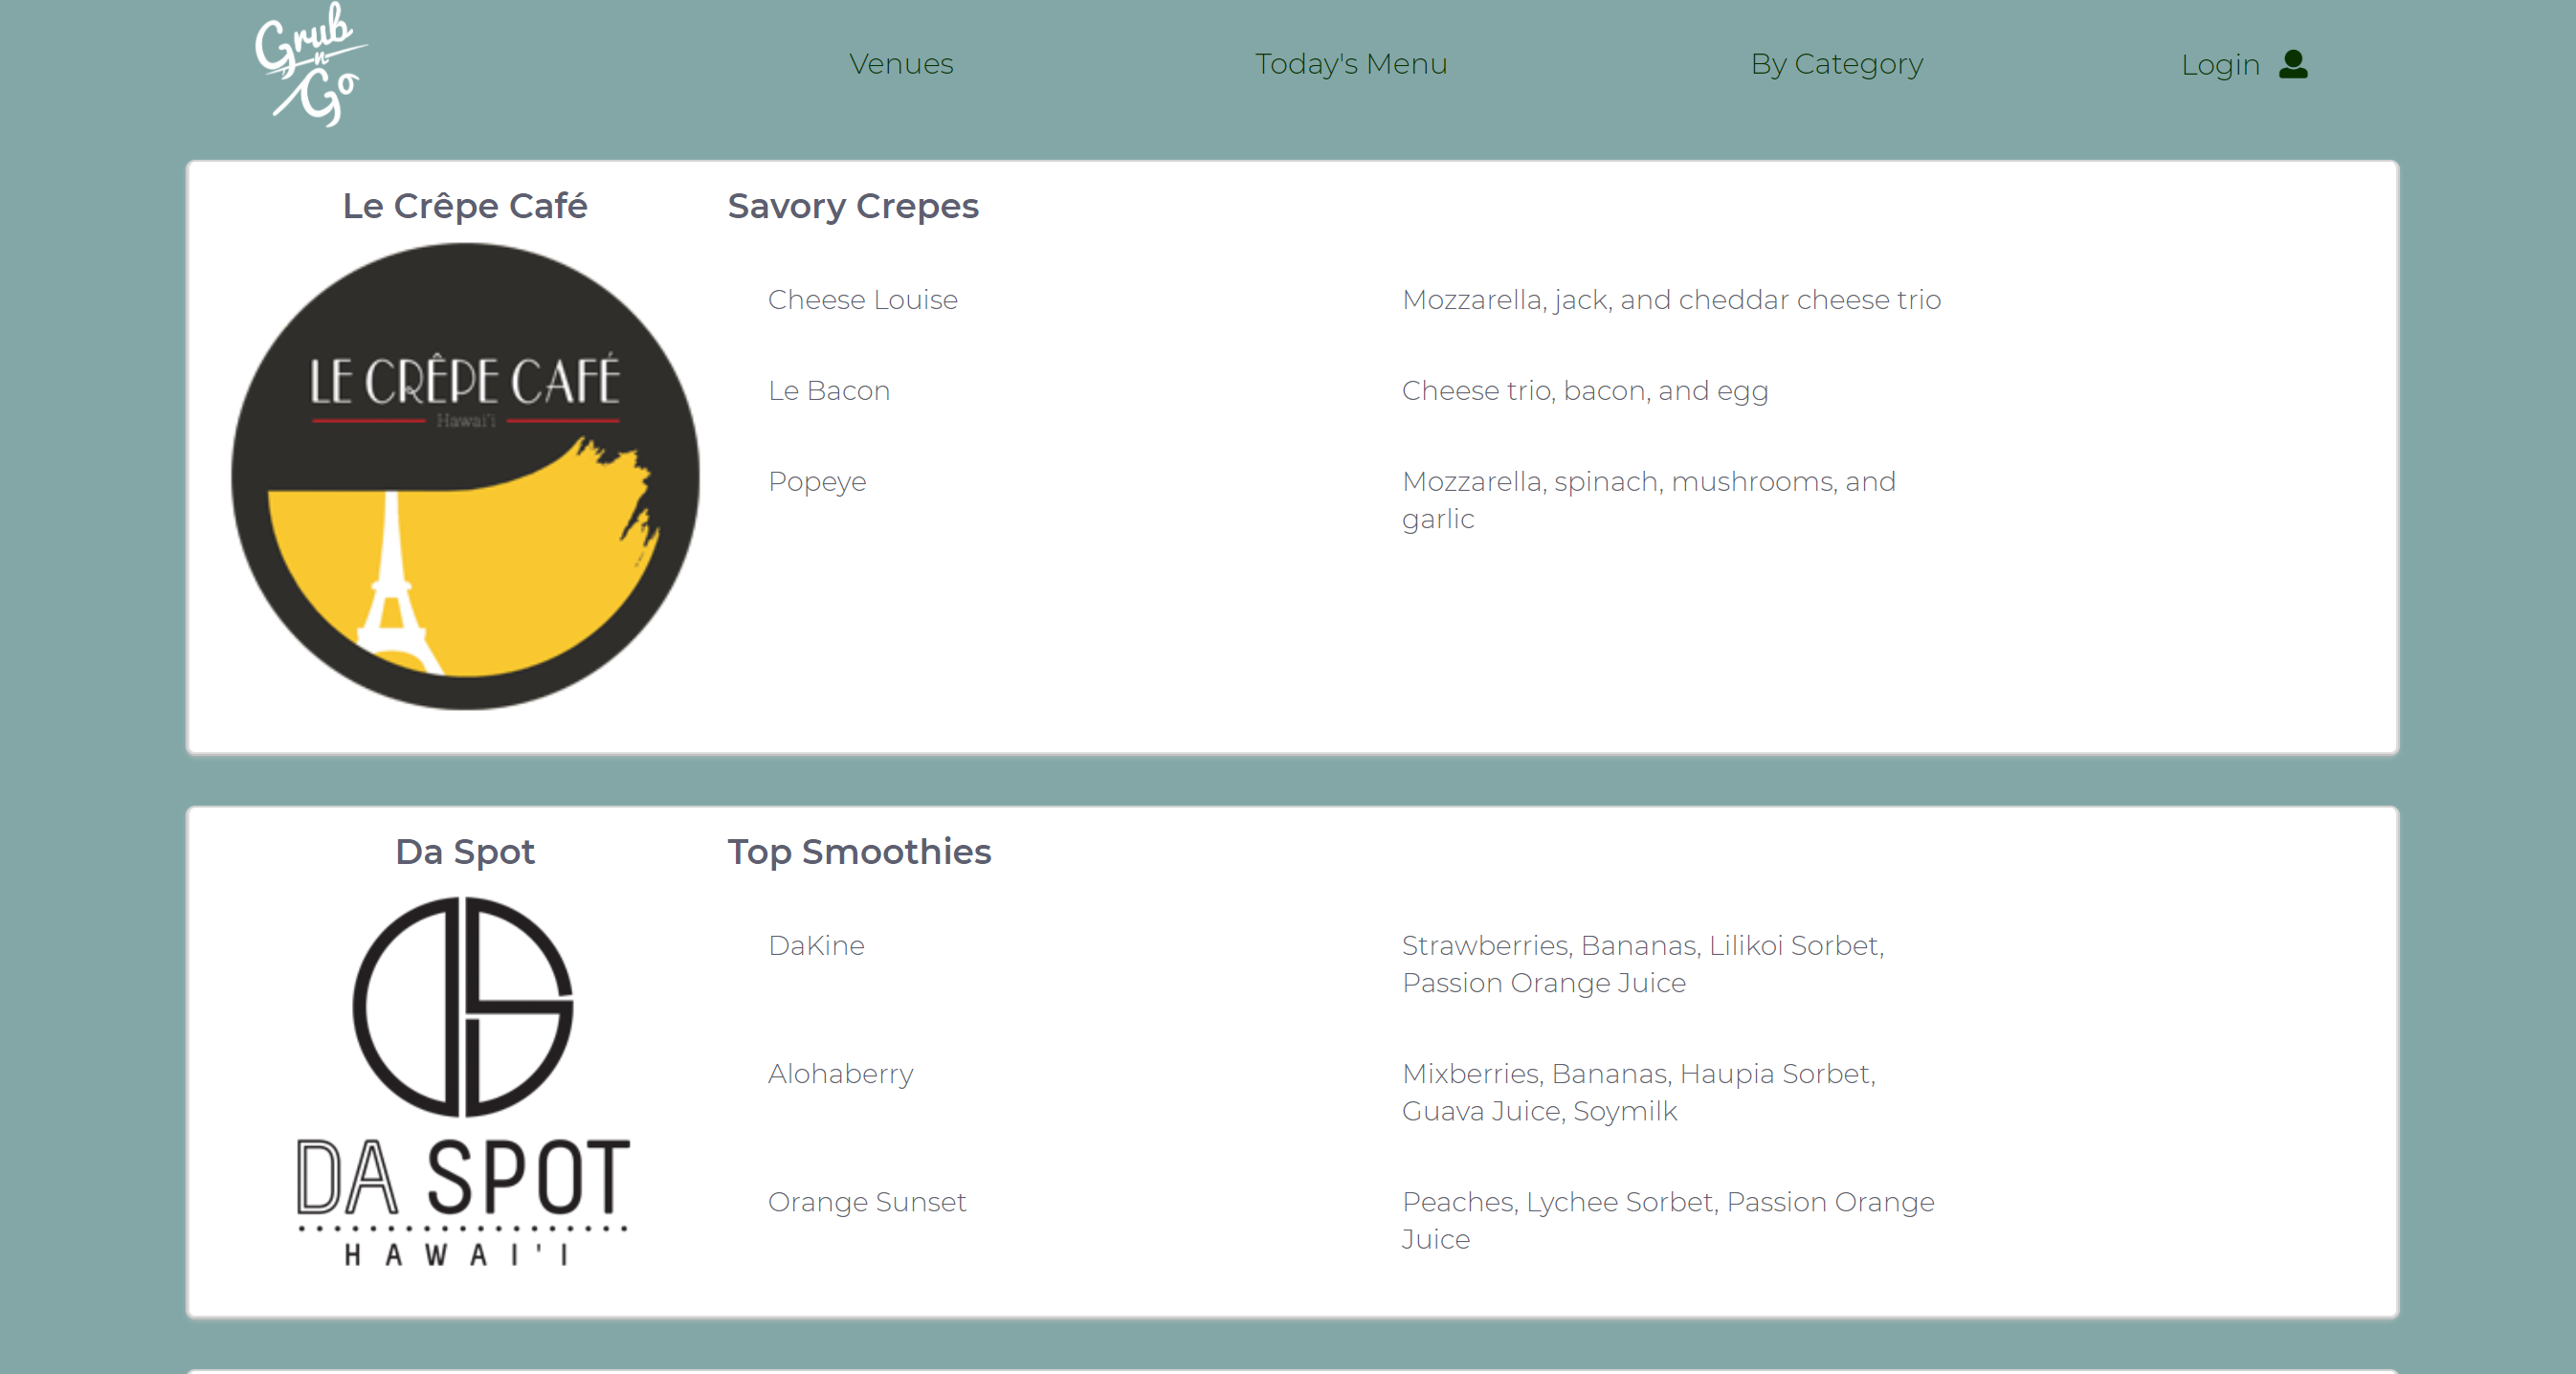 Grub
n
Go
Venues
Today's Menu
By Category
Login
Le Crêpe Café
Savory Crepes
LE CRÊPE CAFÉ
Hawai'i
Cheese Louise
Mozzarella, jack, and cheddar cheese trio
Le Bacon
Cheese trio, bacon, and egg
Popeye
Mozzarella, spinach, mushrooms, and
garlic
Da Spot
Top Smoothies
DS
DA SPOT
HAWAI'I
DaKine
Strawberries, Bananas, Lilikoi Sorbet,
Passion Orange Juice
Alohaberry
Mixberries, Bananas, Haupia Sorbet,
Guava Juice, Soymilk
Orange Sunset
Peaches, Lychee Sorbet, Passion Orange
Juice